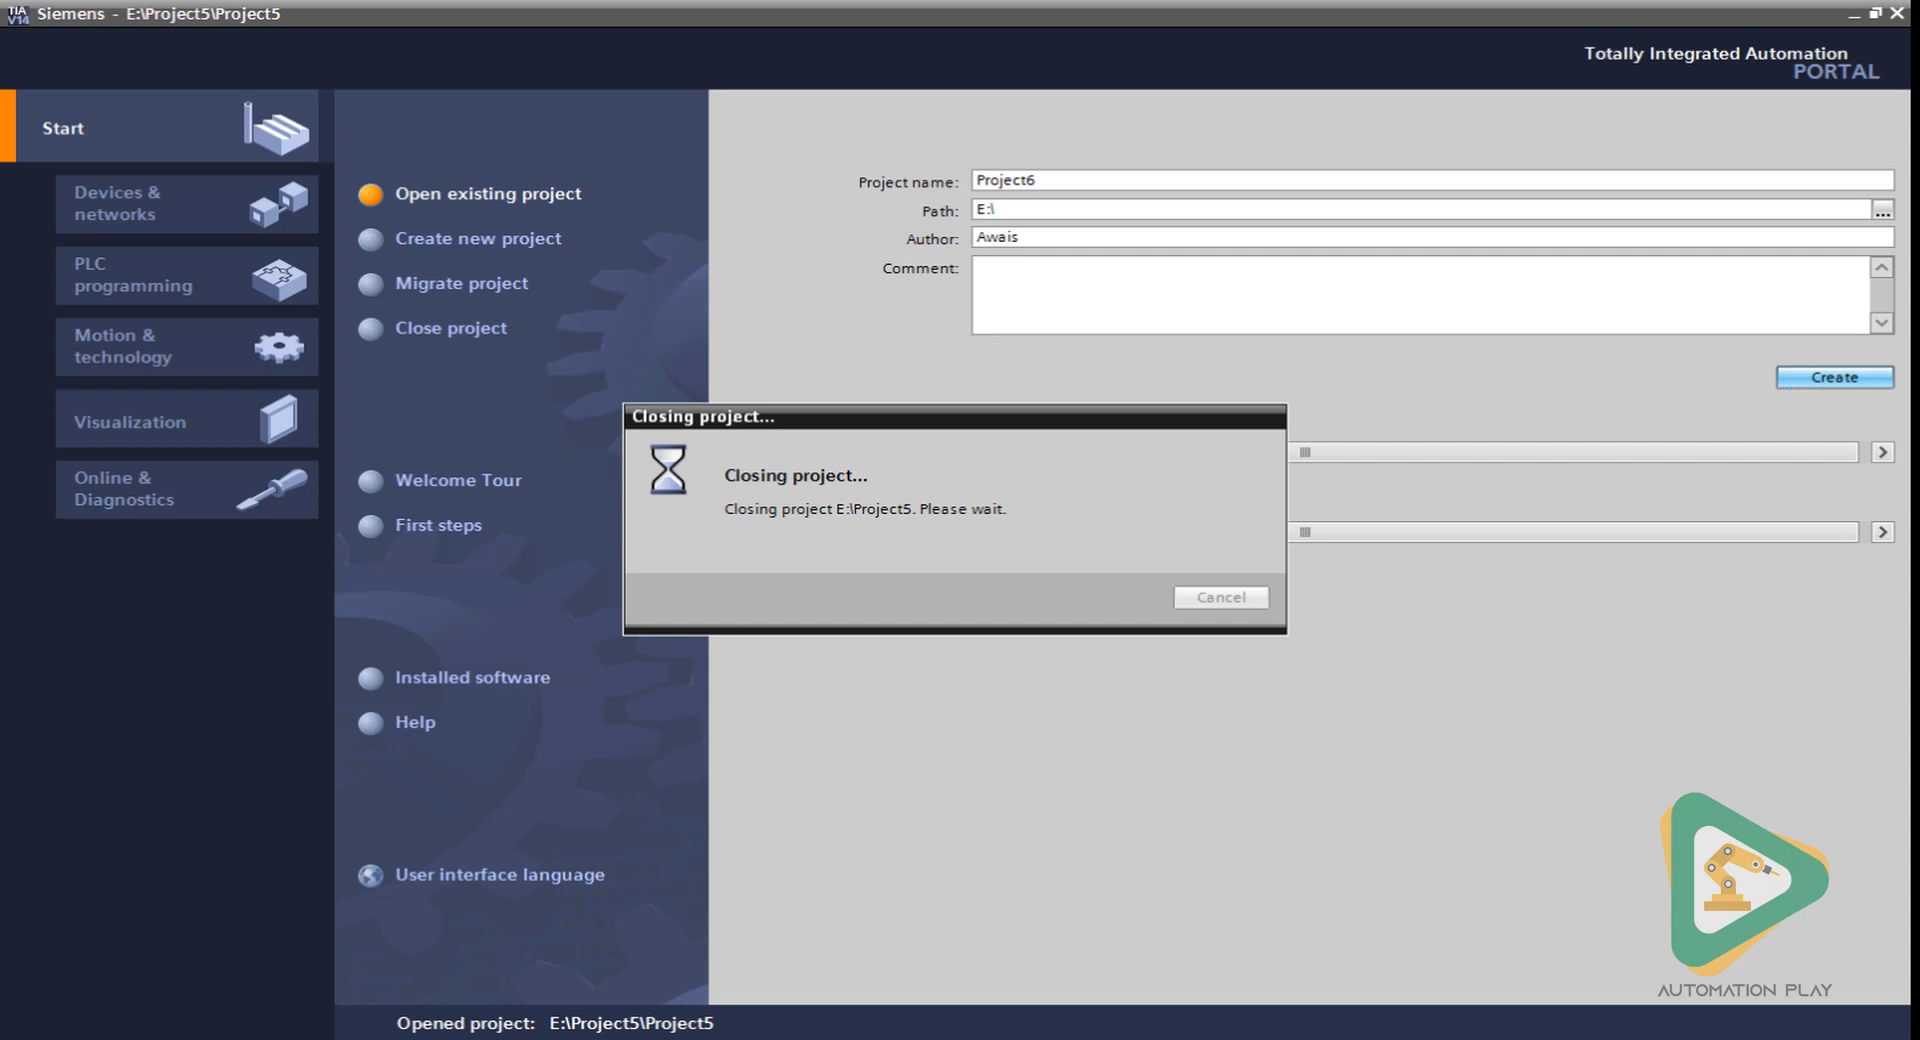 TIA
V14
Siemens - E:\Project5\Project5
Totally Integrated Automation
PORTAL
Start
Devices &
networks
PLC
programming
Motion &
technology
Visualization
Online &
Diagnostics
Open existing project
Create new project
Migrate project
Close project
Welcome Tour
First steps
Installed software
Help
User interface language
Project name: Project6
Path: E:\
...
Author: Awais
Comment:
Create
Closing project...
Closing project...
Closing project E:\Project5. Please wait.
Cancel
AUTOMATION PLAY
Opened project: E:\Project5\Project5